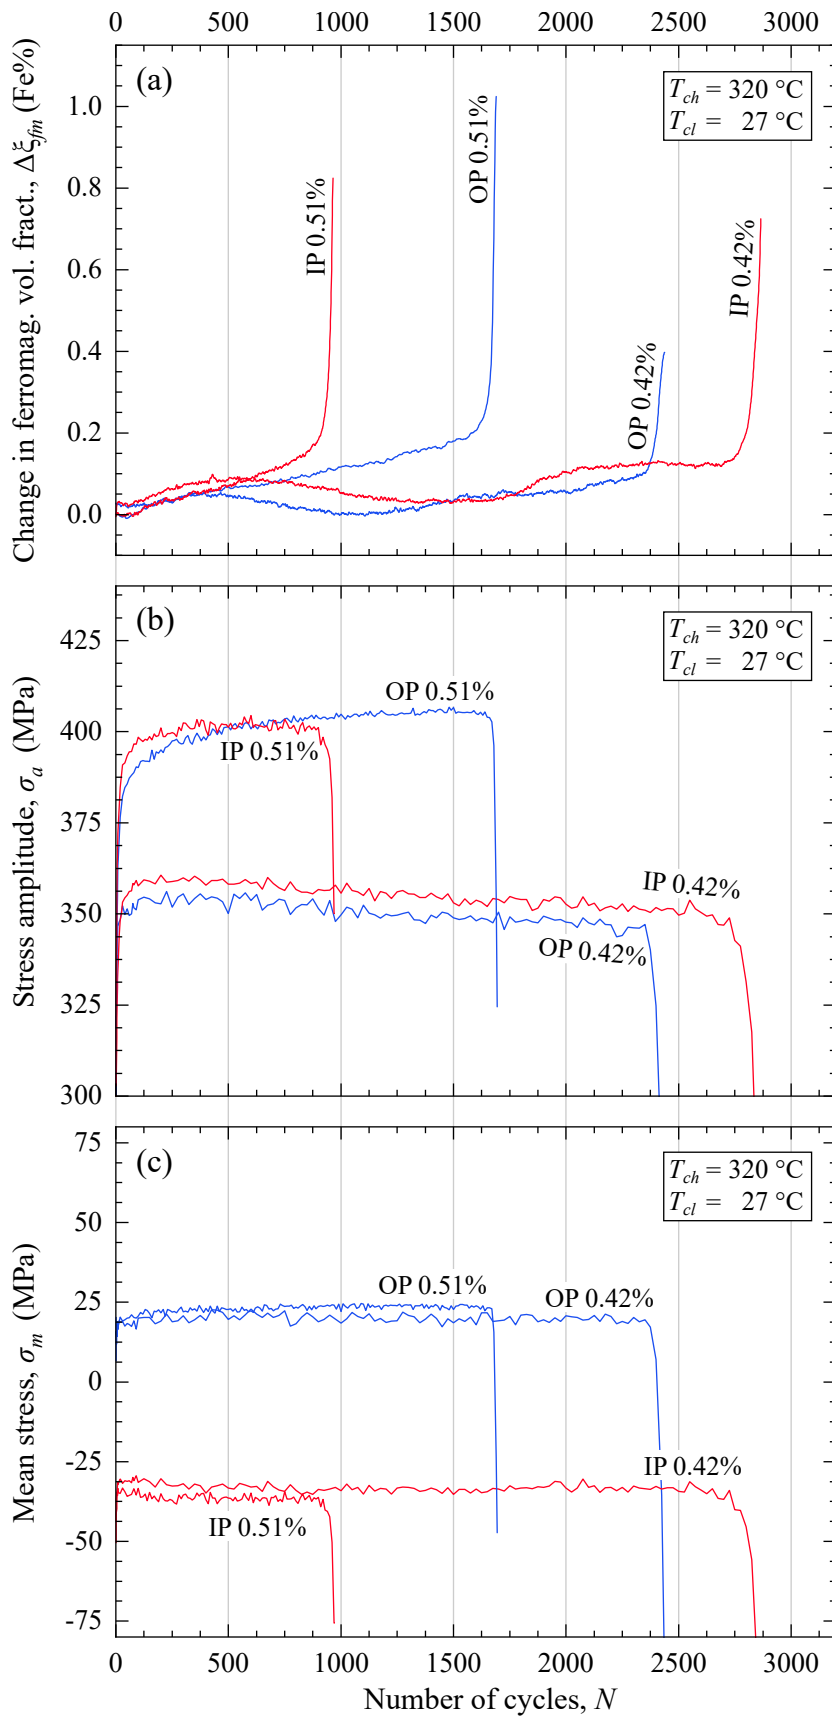 0 500 1000 1500 2000 2500 3000
(a)
T_ch = 320 °C
T_cl = 27 °C
Change in ferromag. vol. fract., Δξ_fm (Fe%)
1.0
0.8
0.6
0.4
0.2
0.0
IP 0.51%
OP 0.51%
OP 0.42%
IP 0.42%
(b)
T_ch = 320 °C
T_cl = 27 °C
Stress amplitude, σ_a (MPa)
425
400
375
350
325
300
OP 0.51%
IP 0.51%
IP 0.42%
OP 0.42%
(c)
T_ch = 320 °C
T_cl = 27 °C
Mean stress, σ_m (MPa)
75
50
25
0
-25
-50
-75
OP 0.51%
OP 0.42%
IP 0.42%
IP 0.51%
0 500 1000 1500 2000 2500 3000
Number of cycles, N